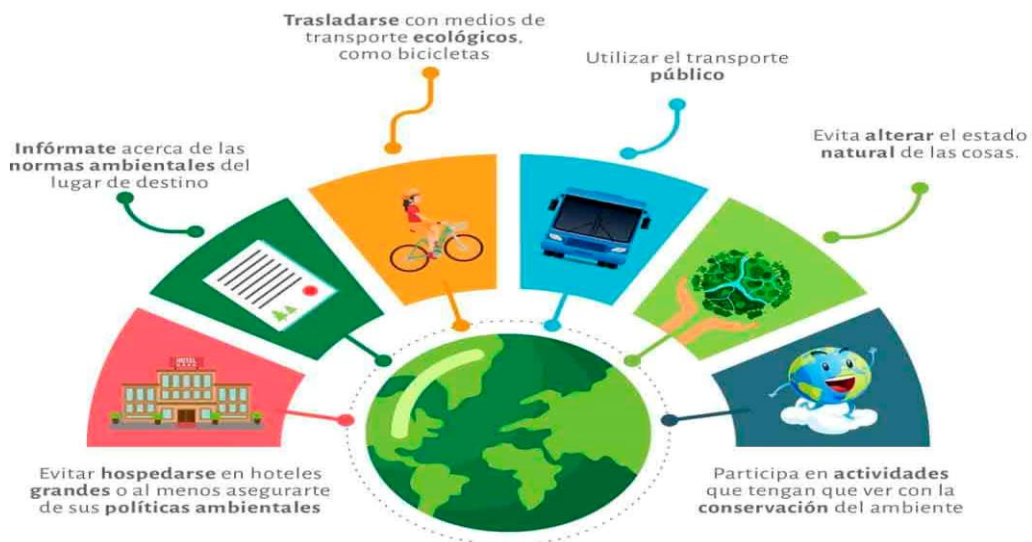 Trasladarse con medios de
transporte ecológicos,
como bicicletas
Utilizar el transporte
público
Infórmate acerca de las
normas ambientales del
lugar de destino
Evita alterar el estado
natural de las cosas.
HOTEL
Evitar hospedarse en hoteles
grandes o al menos asegurarte
de sus políticas ambientales
Participa en actividades
que tengan que ver con la
conservación del ambiente